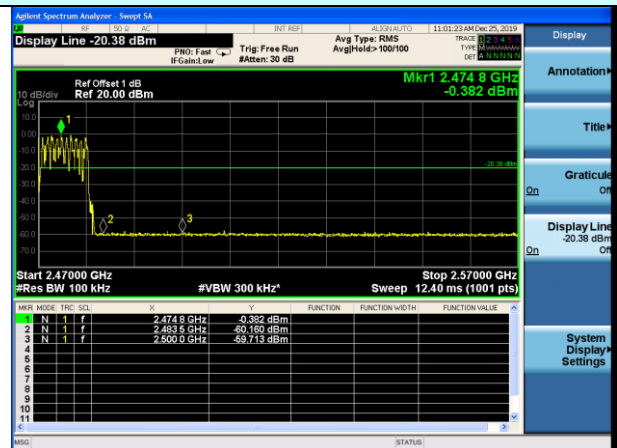 Agilent Spectrum Analyzer - Swept SA
RF 50 Ω AC INT REF ALIGN AUTO 11:01:23 AM Dec 25, 2019
Display Line -20.38 dBm
PNO: Fast
IFGain:Low
Trig: Free Run
#Atten: 30 dB
Avg Type: RMS
Avg|Hold:> 100/100
TRACE 1 2 3 4 5 6
TYPE
DET A N N N N N
Ref Offset 1 dB
10 dB/div Ref 20.00 dBm
Log
Mkr1 2.474 8 GHz
-0.382 dBm
10.0
0.00
-10.0
-20.0
-30.0
-40.0
-50.0
-60.0
-70.0
1
2
3
-20.38 dBm
Start 2.47000 GHz Stop 2.57000 GHz
#Res BW 100 kHz #VBW 300 kHz* Sweep 12.40 ms (1001 pts)
MKR MODE TRC SCL X Y FUNCTION FUNCTION WIDTH FUNCTION VALUE
1 N 1 f 2.474 8 GHz -0.382 dBm
2 N 1 f 2.483 5 GHz -60.160 dBm
3 N 1 f 2.500 0 GHz -59.713 dBm
4
5
6
7
8
9
10
11
MSG STATUS
Display
Annotation
Title
Graticule
On Off
Display Line
-20.38 dBm
On Off
System
Display
Settings